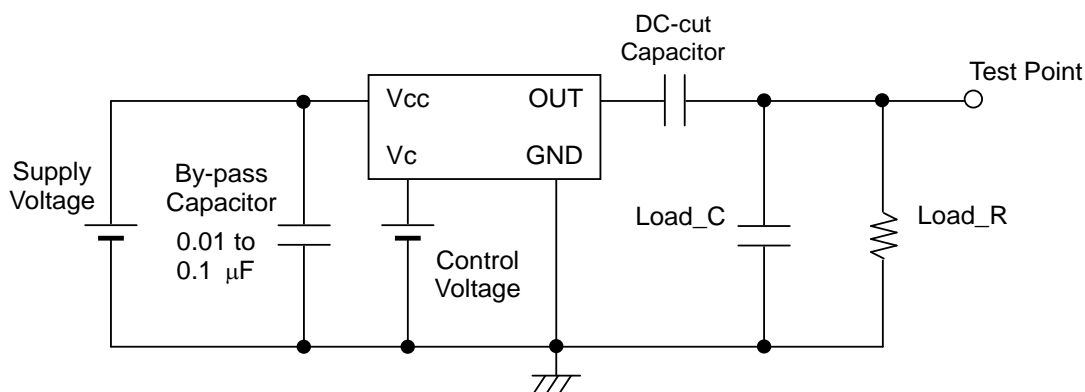 DC-cut
Capacitor
Test Point
Vcc
OUT
Vc
GND
Supply
Voltage
By-pass
Capacitor
0.01 to
0.1 μF
Control
Voltage
Load_C
Load_R